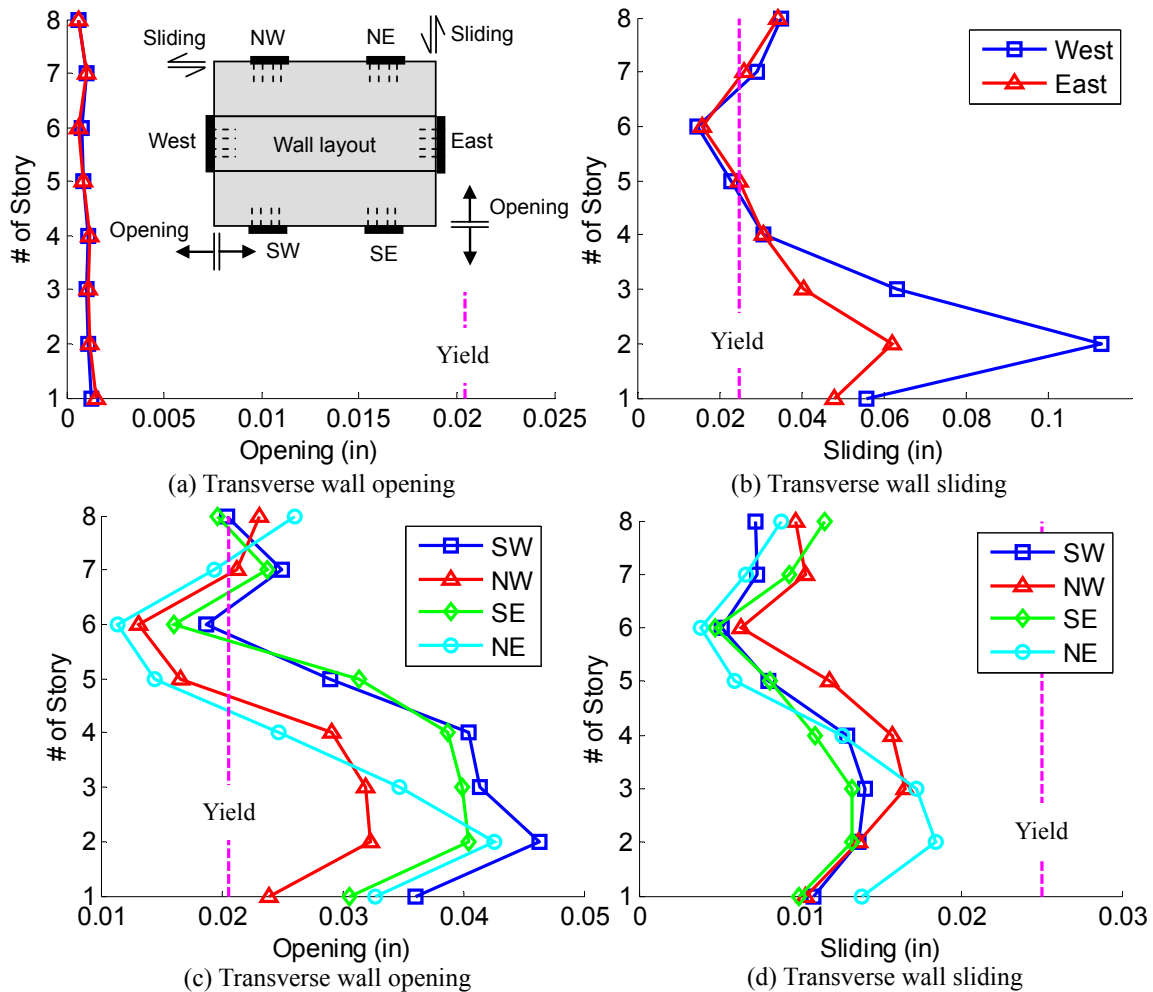 8
7
6
5
4
3
2
1
# of Story
Sliding
NW
NE
Sliding
West
Wall layout
East
Opening
Opening
SW
SE
Yield
0
0.005
0.01
0.015
0.02
0.025
Opening (in)
(a) Transverse wall opening
8
7
6
5
4
3
2
1
# of Story
West
East
Yield
0
0.02
0.04
0.06
0.08
0.1
Sliding (in)
(b) Transverse wall sliding
8
7
6
5
4
3
2
1
# of Story
SW
NW
SE
NE
Yield
0.01
0.02
0.03
0.04
0.05
Opening (in)
(c) Transverse wall opening
8
7
6
5
4
3
2
1
# of Story
SW
NW
SE
NE
Yield
0
0.01
0.02
0.03
Sliding (in)
(d) Transverse wall sliding